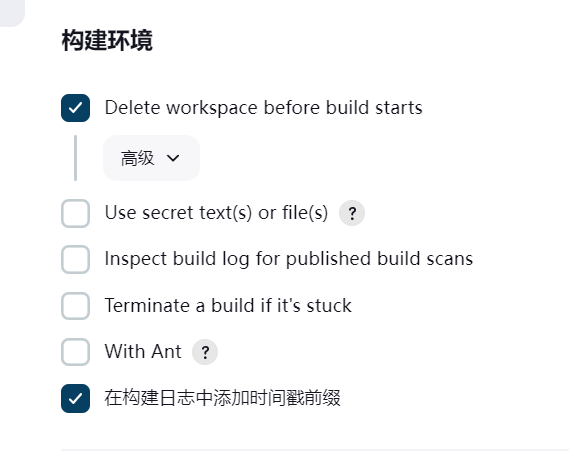 构建环境
Delete workspace before build starts
高级
Use secret text(s) or file(s) ?
Inspect build log for published build scans
Terminate a build if it's stuck
With Ant ?
在构建日志中添加时间戳前缀